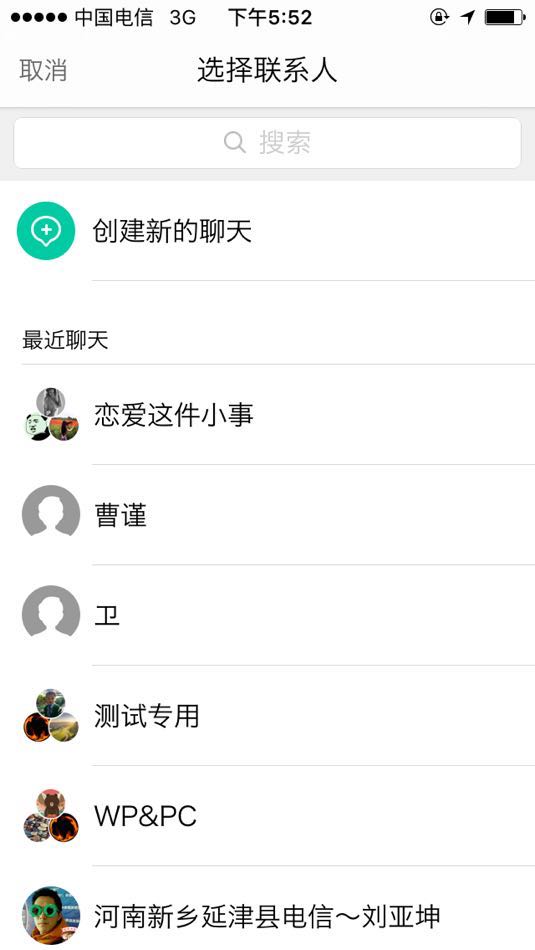 中国电信 3G 下午5:52
取消 选择联系人
搜索
创建新的聊天
最近聊天
恋爱这件小事
曹谨
卫
测试专用
WP&PC
河南新乡延津县电信～刘亚坤